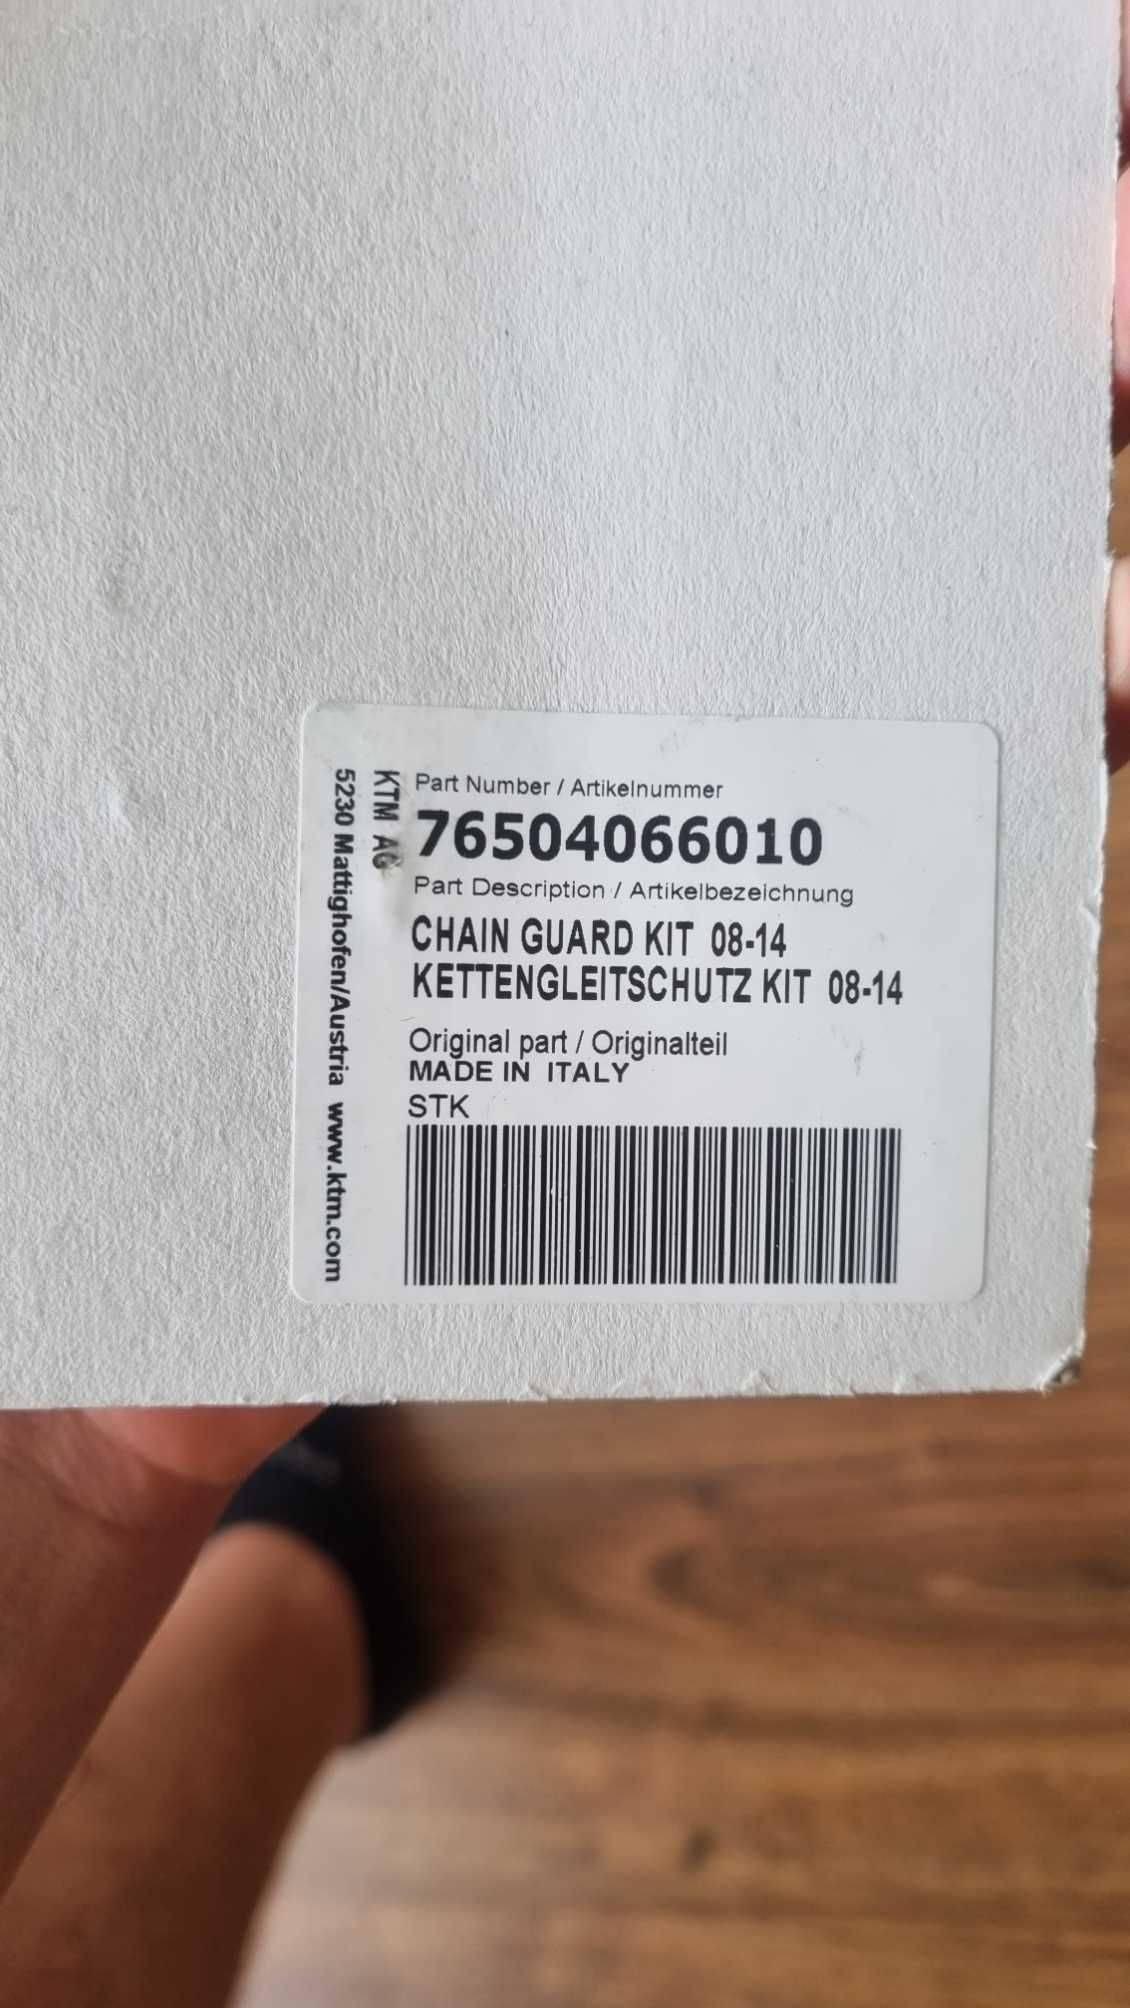 Part Number / Artikelnummer
76504066010
Part Description / Artikelbezeichnung
CHAIN GUARD KIT 08-14
KETTENGLEITSCHUTZ KIT 08-14
Original part / Originalteil
MADE IN ITALY
STK
KTM AG
5230 Mattighofen/Austria www.ktm.com